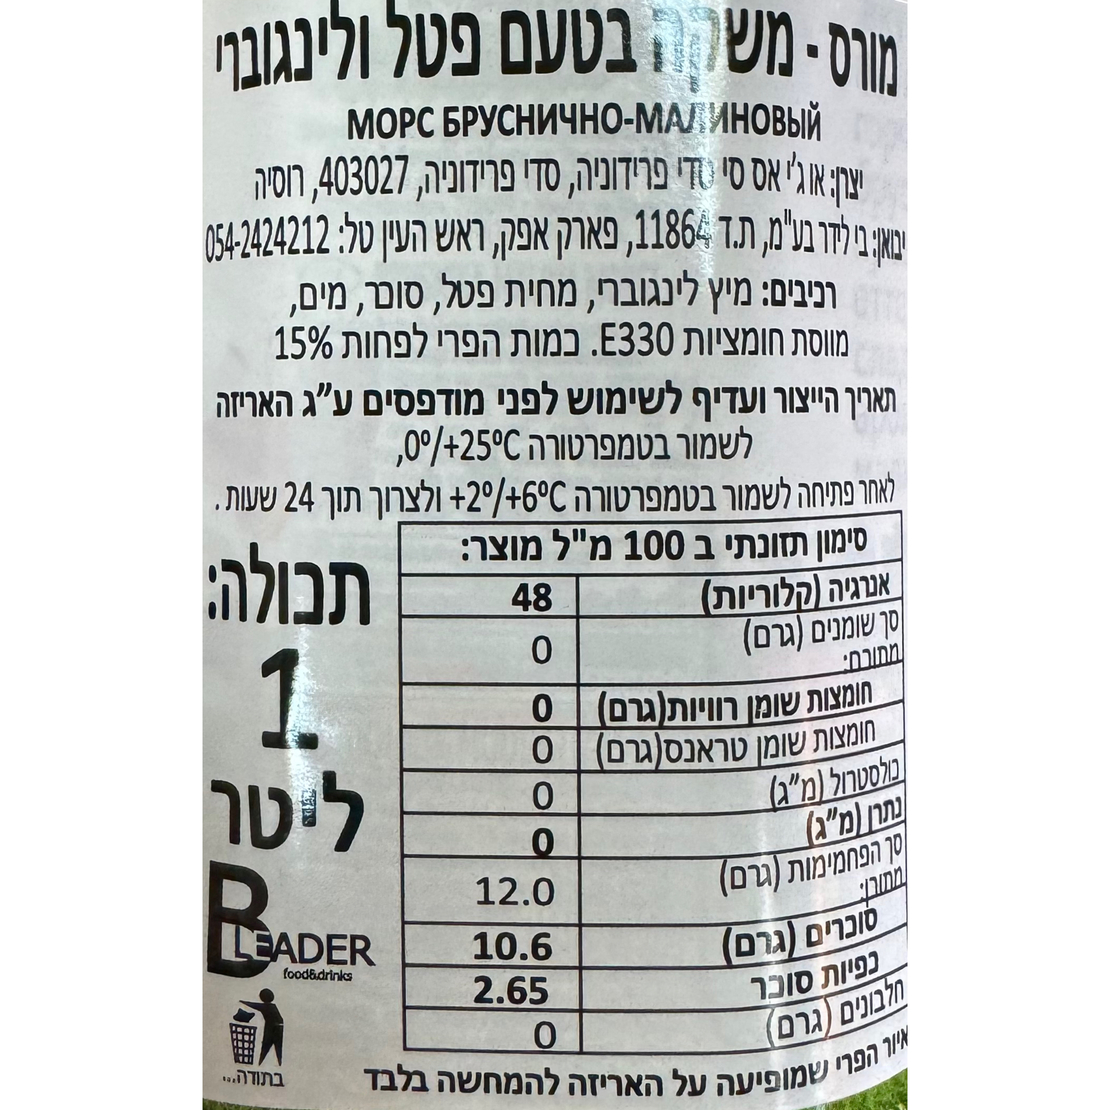 מורס - משקה בטעם פטל ולינגוברי
МОРС БРУСНИЧНО-МАЛИНОВЫЙ
יצרן: או ג'י אס סי סדי פרידוניה, סדי פרידוניה, 403027, רוסיה
יבואן: בי לידר בע"מ, ת.ד 11864, פארק אפק, ראש העין טל: 054-2424212
רכיבים: מיץ לינגוברי, מחית פטל, סוכר, מים,
מווסת חומציות E330. כמות הפרי לפחות 15%
תאריך הייצור ועדיף לשימוש לפני מודפסים ע"ג האריזה
לשמור בטמפרטורה 0º/+25ºC,
לאחר פתיחה לשמור בטמפרטורה +2º/+6ºC ולצרוך תוך 24 שעות .
סימון תזונתי ב 100 מ"ל מוצר:
אנרגיה (קלוריות) 48
סך שומנים (גרם) 0
מתוכם:
חומצות שומן רוויות(גרם) 0
חומצות שומן טראנס(גרם) 0
כולסטרול (מ"ג) 0
נתרן (מ"ג) 0
סך הפחמימות (גרם) 12.0
מתוכן:
סוכרים (גרם) 10.6
כפיות סוכר 2.65
חלבונים (גרם) 0
תכולה:
1
ליטר
B LEADER
food&drinks
בתודה...
איור הפרי שמופיעה על האריזה להמחשה בלבד